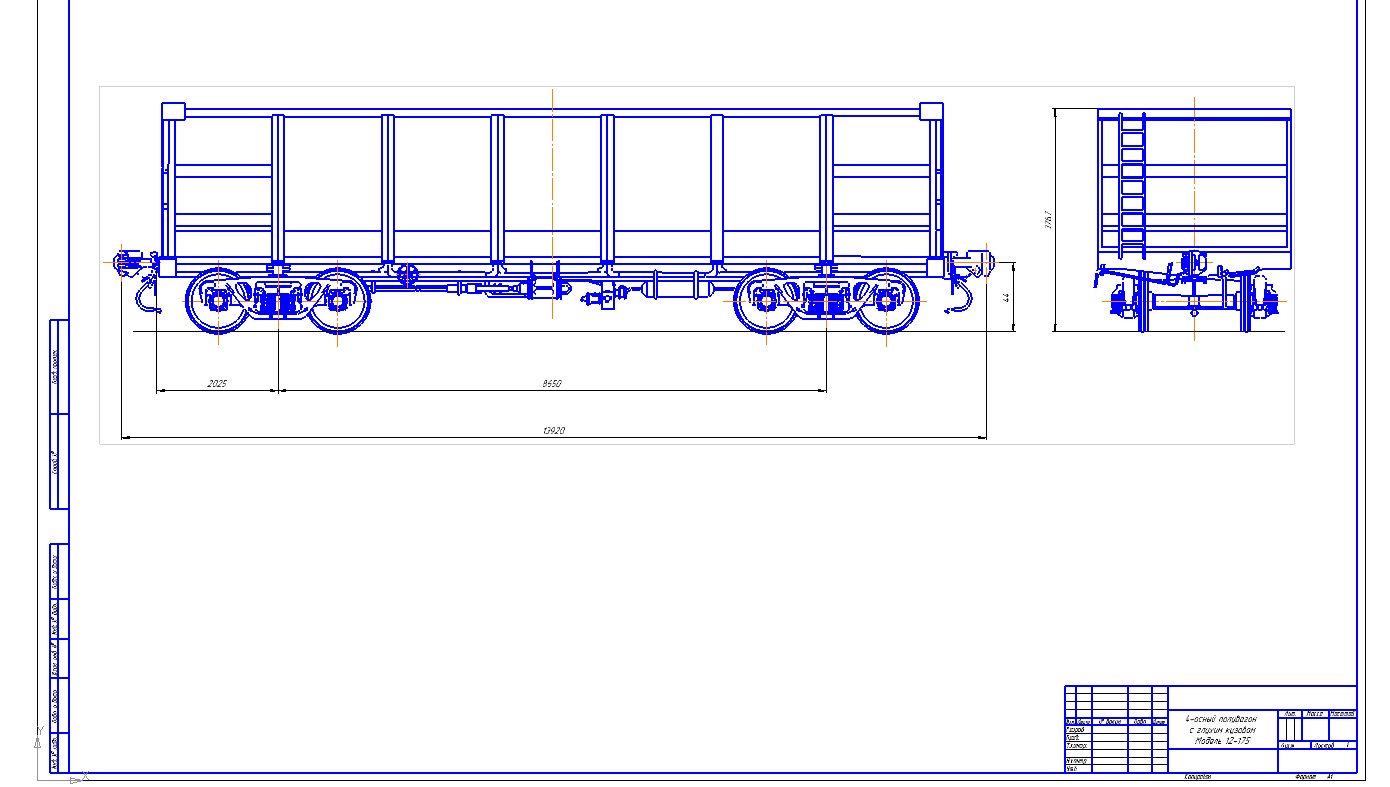 3767
44
2025
8650
13920
4-осный полувагон
с глухим кузовом
Модель 12-175
Лит.
Масса
Масштаб
№ докум.
Подп.
Дата
Разраб.
Пров.
Т.контр.
Н.контр.
Утв.
Лист
Листов 1
Копировал
Формат А1
Перв. примен.
Справ. №
Подп. и дата
Инв. № дубл.
Взам. инв. №
Подп. и дата
Инв. № подл.
Y
X